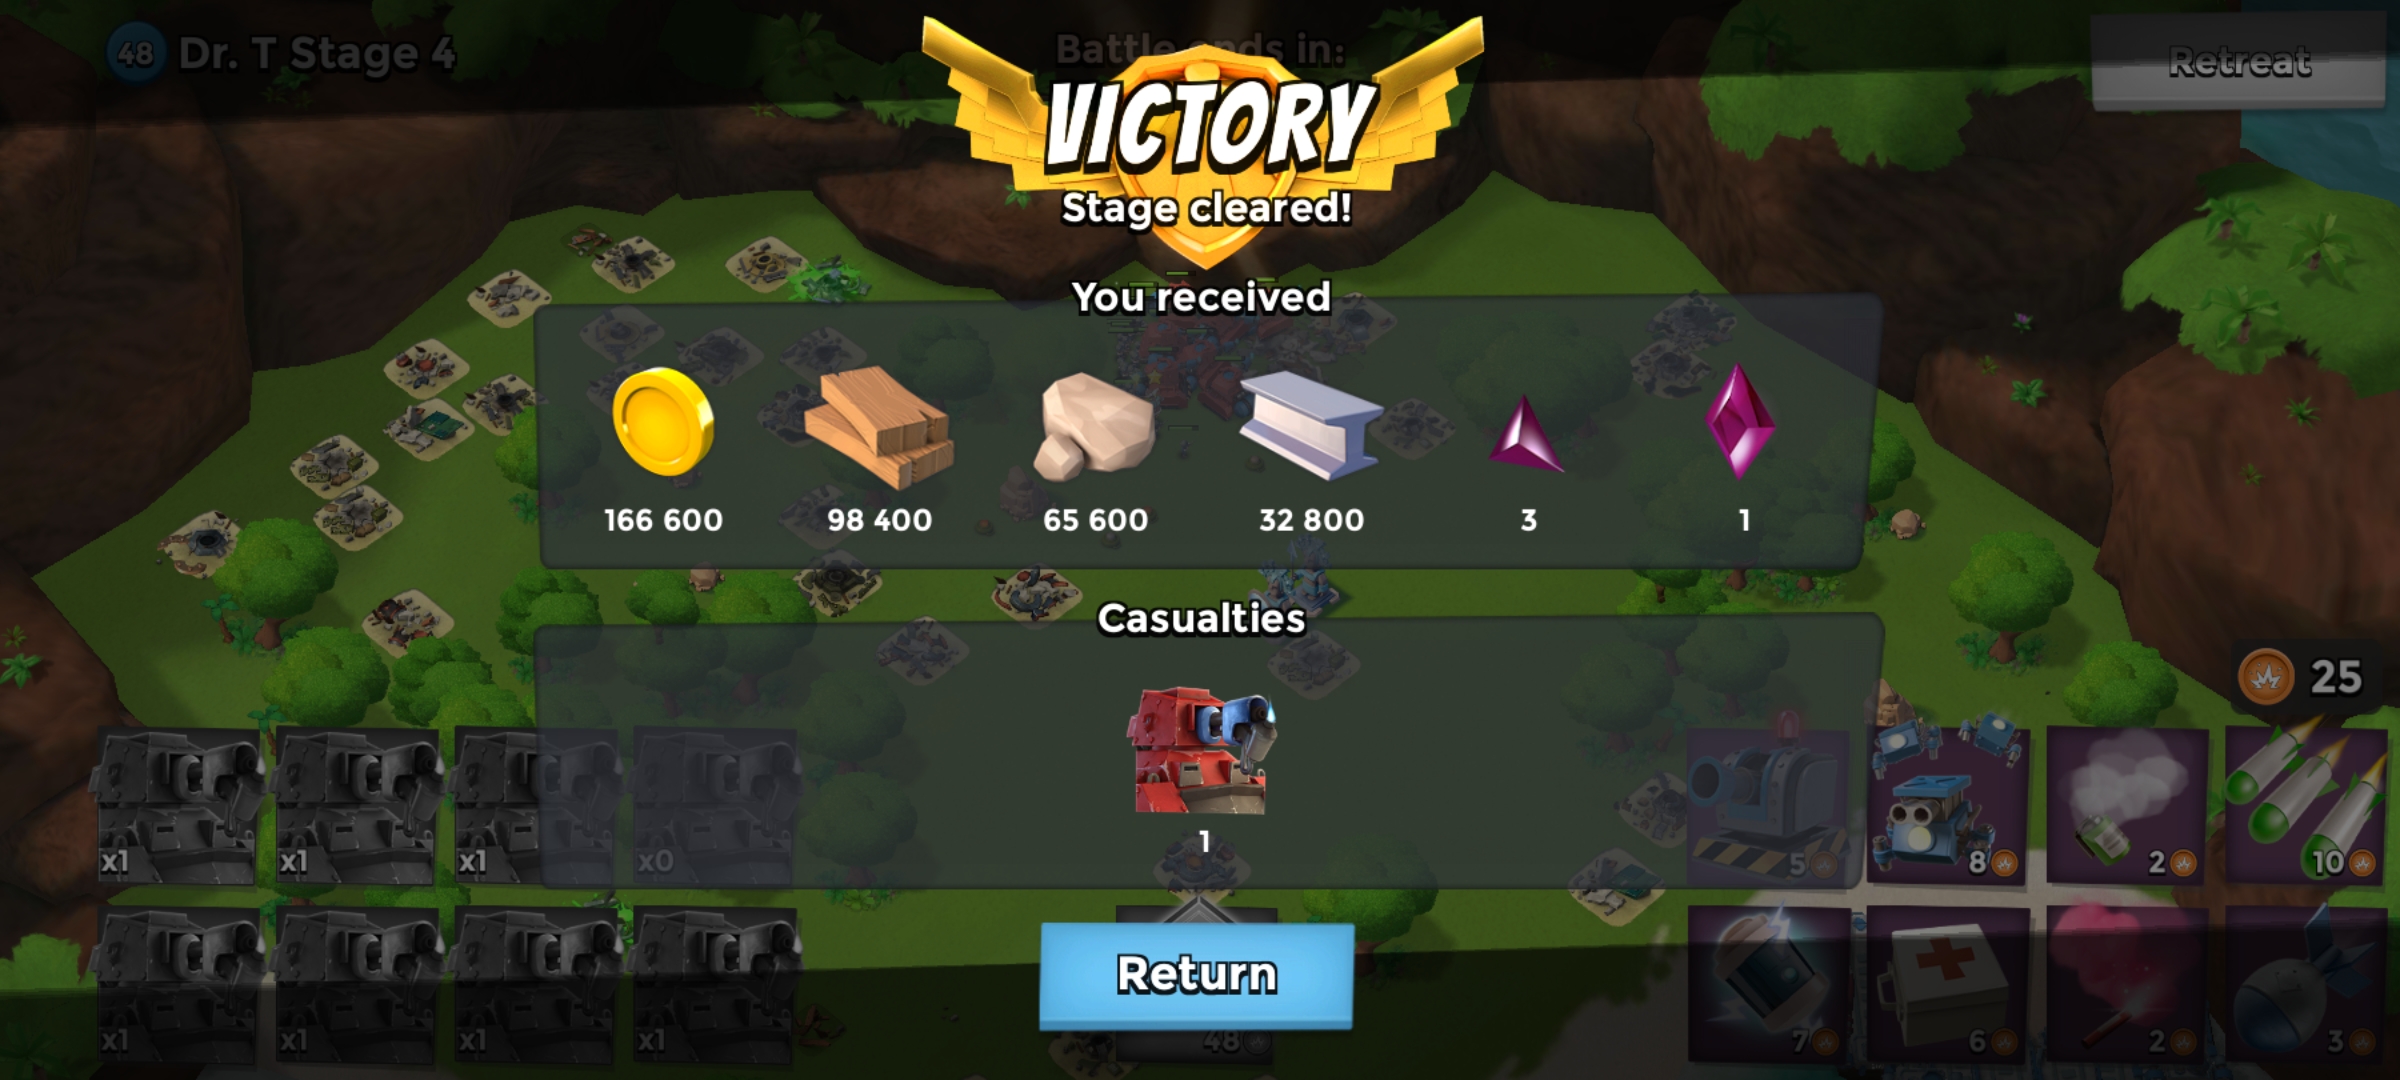 48 Dr. T Stage 4
Battle ends in:
Retreat
VICTORY
Stage cleared!
You received
166 600
98 400
65 600
32 800
3
1
Casualties
1
25
x1
x1
x1
x0
5
8
2
10
x1
x1
x1
x1
Return
48
7
6
2
3